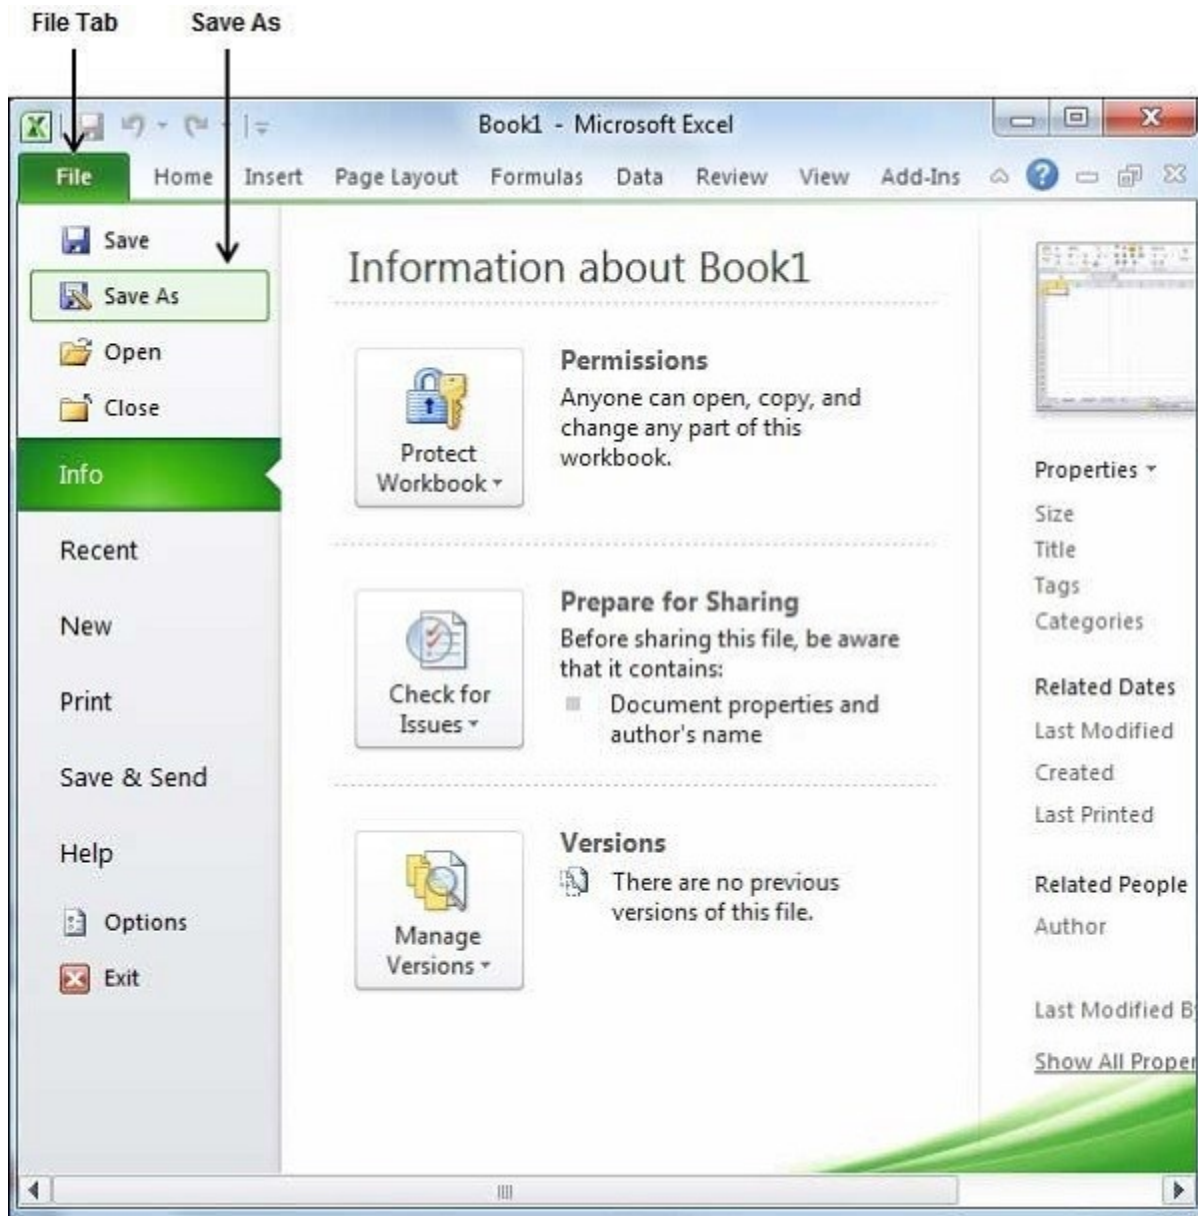 File Tab
Save As
Book1 - Microsoft Excel
File Home Insert Page Layout Formulas Data Review View Add-Ins
Save
Save As
Open
Close
Info
Recent
New
Print
Save & Send
Help
Options
Exit
Information about Book1
Protect
Workbook
Permissions
Anyone can open, copy, and
change any part of this
workbook.
Check for
Issues
Prepare for Sharing
Before sharing this file, be aware
that it contains:
Document properties and
author's name
Manage
Versions
Versions
There are no previous
versions of this file.
Properties
Size
Title
Tags
Categories
Related Dates
Last Modified
Created
Last Printed
Related People
Author
Last Modified B
Show All Proper